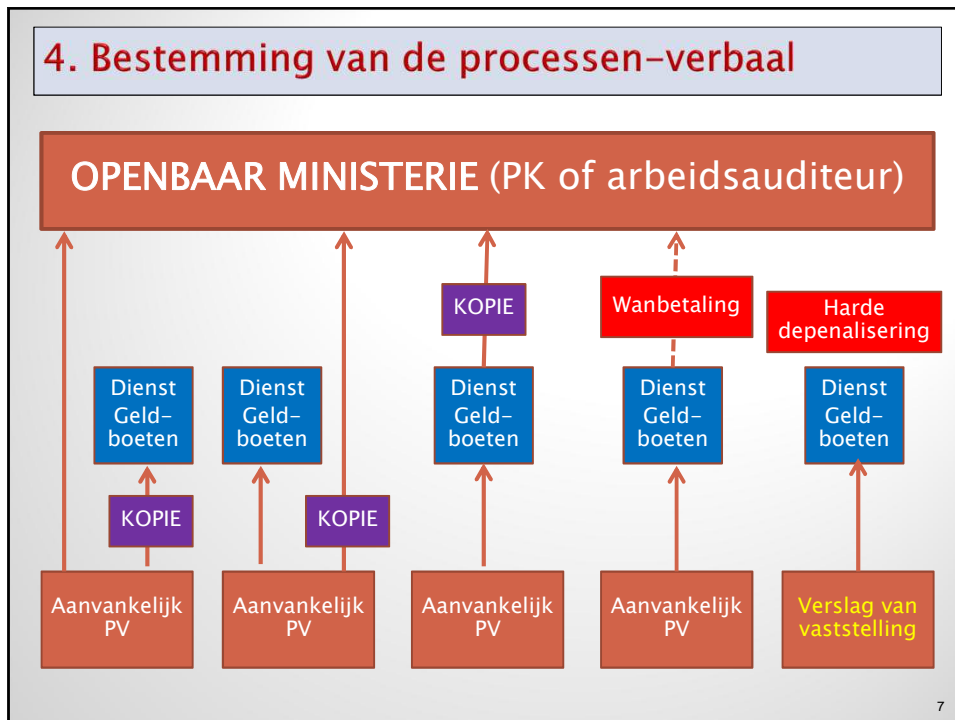 4. Bestemming van de processen-verbaal
OPENBAAR MINISTERIE (PK of arbeidsauditeur)
KOPIE
Wanbetaling
Harde
depenalisering
Dienst
Geld-
boeten
Dienst
Geld-
boeten
Dienst
Geld-
boeten
Dienst
Geld-
boeten
Dienst
Geld-
boeten
KOPIE
KOPIE
Aanvankelijk
PV
Aanvankelijk
PV
Aanvankelijk
PV
Aanvankelijk
PV
Verslag van
vaststelling
7